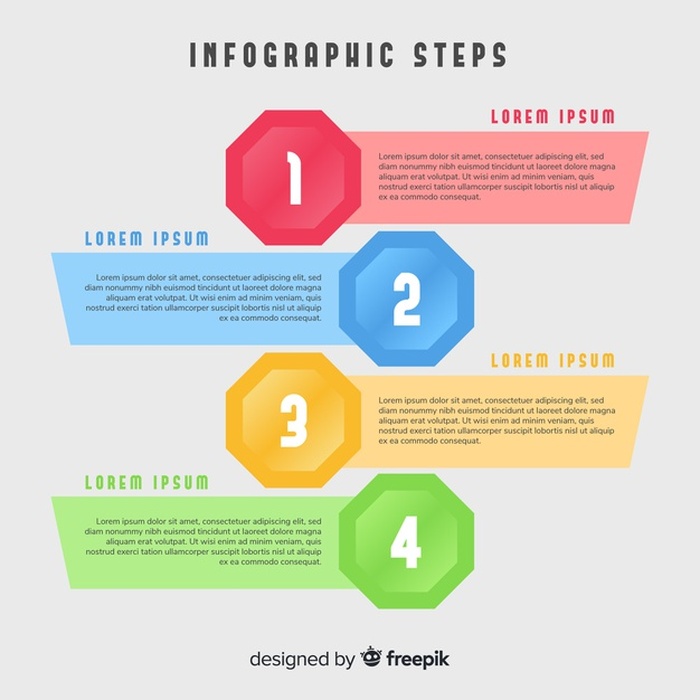 INFOGRAPHIC STEPS
LOREM IPSUM
1
Lorem ipsum dolor sit amet, consectetuer adipiscing elit, sed
diam nonummy nibh euismod tincidunt ut laoreet dolore magna
aliquam erat volutpat. Ut wisi enim ad minim veniam, quis
nostrud exerci tation ullamcorper suscipit lobortis nisl ut aliquip
ex ea commodo consequat.
LOREM IPSUM
Lorem ipsum dolor sit amet, consectetuer adipiscing elit, sed
diam nonummy nibh euismod tincidunt ut laoreet dolore magna
aliquam erat volutpat. Ut wisi enim ad minim veniam, quis
nostrud exerci tation ullamcorper suscipit lobortis nisl ut aliquip
ex ea commodo consequat.
2
LOREM IPSUM
3
Lorem ipsum dolor sit amet, consectetuer adipiscing elit, sed
diam nonummy nibh euismod tincidunt ut laoreet dolore magna
aliquam erat volutpat. Ut wisi enim ad minim veniam, quis
nostrud exerci tation ullamcorper suscipit lobortis nisl ut aliquip
ex ea commodo consequat.
LOREM IPSUM
Lorem ipsum dolor sit amet, consectetuer adipiscing elit, sed
diam nonummy nibh euismod tincidunt ut laoreet dolore magna
aliquam erat volutpat. Ut wisi enim ad minim veniam, quis
nostrud exerci tation ullamcorper suscipit lobortis nisl ut aliquip
ex ea commodo consequat.
4
designed by freepik